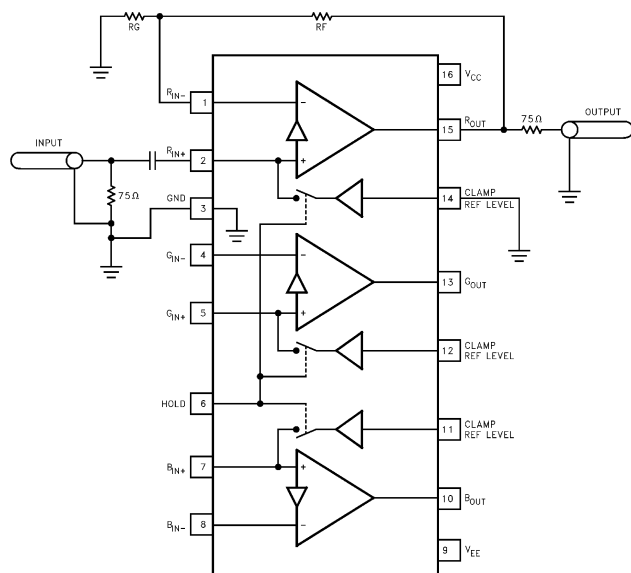 RG
RF
16
VCC
RIN-
1
15
ROUT
75Ω
OUTPUT
INPUT
RIN+
2
75Ω
GND
3
14
CLAMP
REF LEVEL
GIN-
4
13
GOUT
GIN+
5
12
CLAMP
REF LEVEL
HOLD
6
11
CLAMP
REF LEVEL
BIN+
7
10
BOUT
BIN-
8
9
VEE
−
+
−
+
+
−